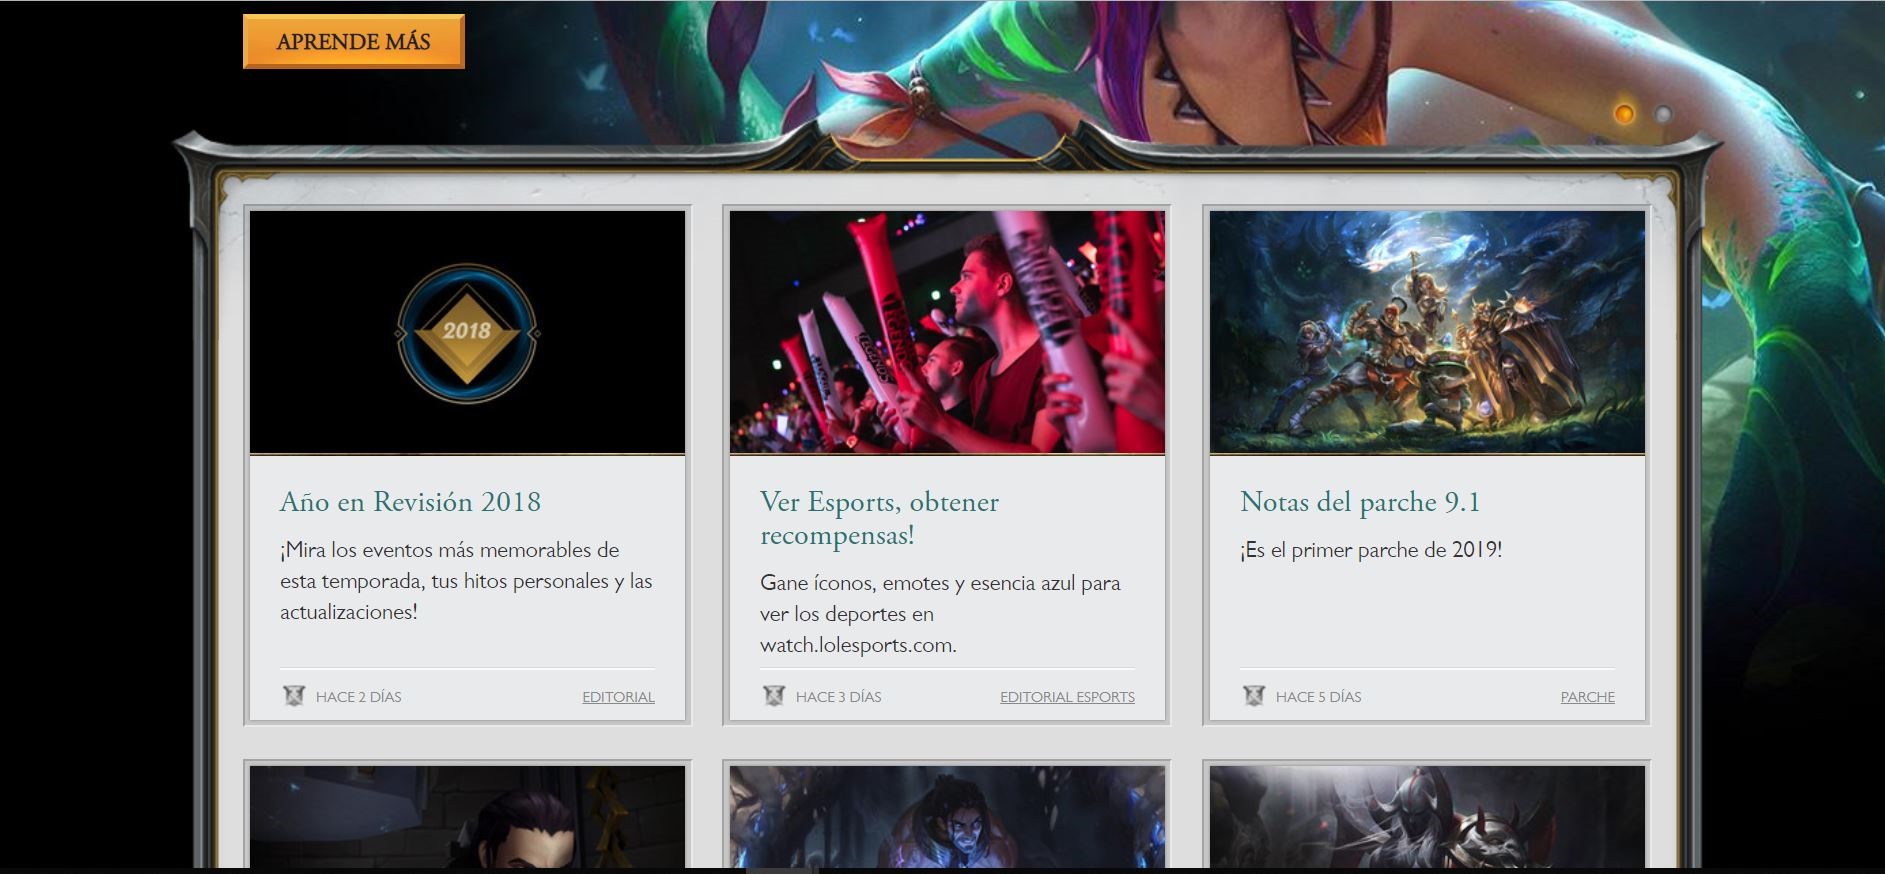 APRENDE MÁS
2018
Año en Revisión 2018
¡Mira los eventos más memorables de
esta temporada, tus hitos personales y las
actualizaciones!
HACE 2 DÍAS
EDITORIAL
Ver Esports, obtener
recompensas!
Gane íconos, emotes y esencia azul para
ver los deportes en
watch.lolesports.com.
HACE 3 DÍAS
EDITORIAL ESPORTS
Notas del parche 9.1
¡Es el primer parche de 2019!
HACE 5 DÍAS
PARCHE